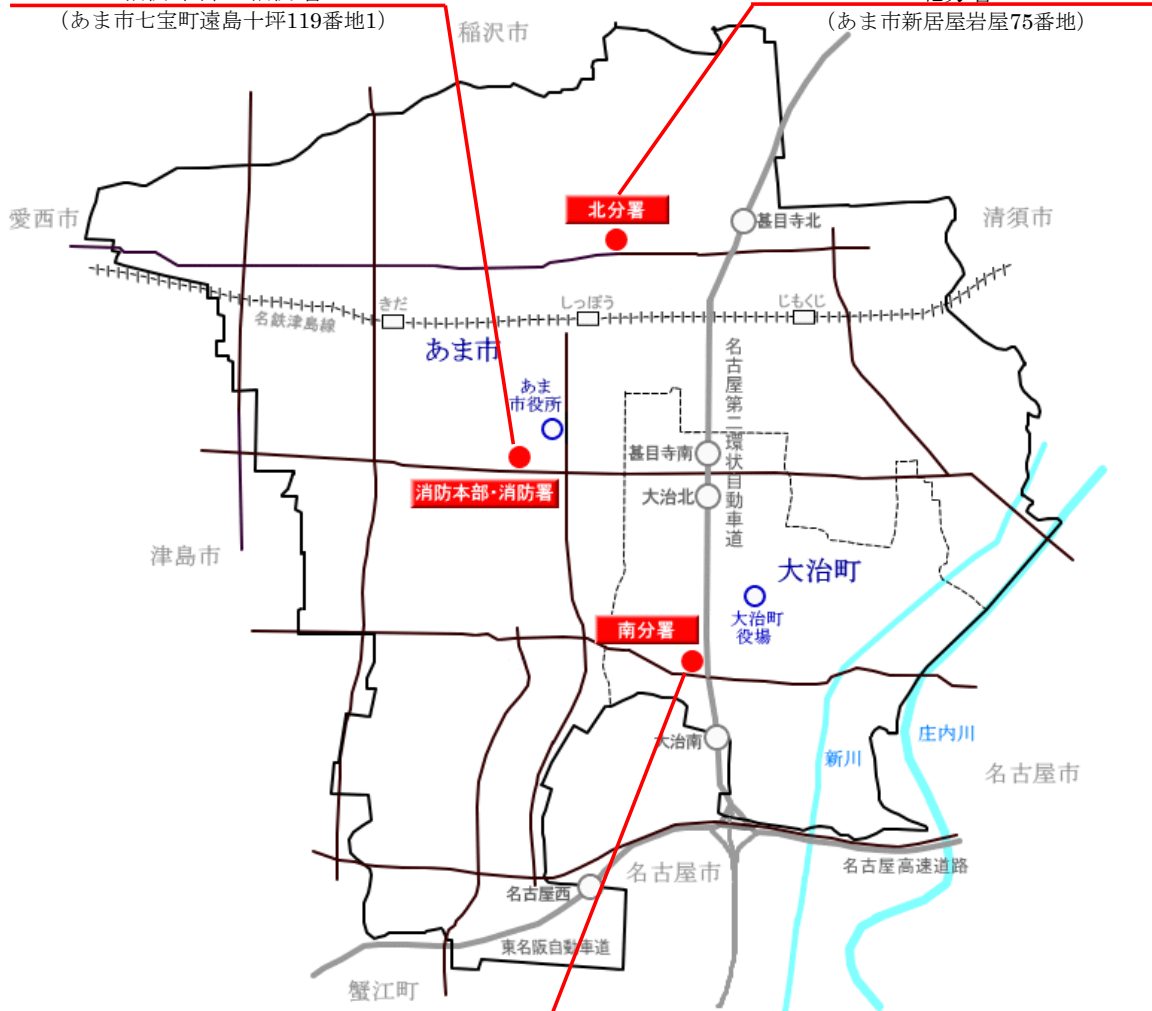 (あま市七宝町遠島十坪119番地1)
(あま市新居屋岩屋75番地)
稲沢市
愛西市
北分署
甚目寺北
清須市
きだ
しっぽう
じもくじ
名鉄津島線
あま市
名古屋第二環状自動車道
あま
市役所
甚目寺南
消防本部・消防署
大治北
津島市
大治町
大治町
役場
南分署
大治南
庄内川
新川
名古屋市
名古屋市
名古屋高速道路
名古屋西
東名阪自動車道
蟹江町